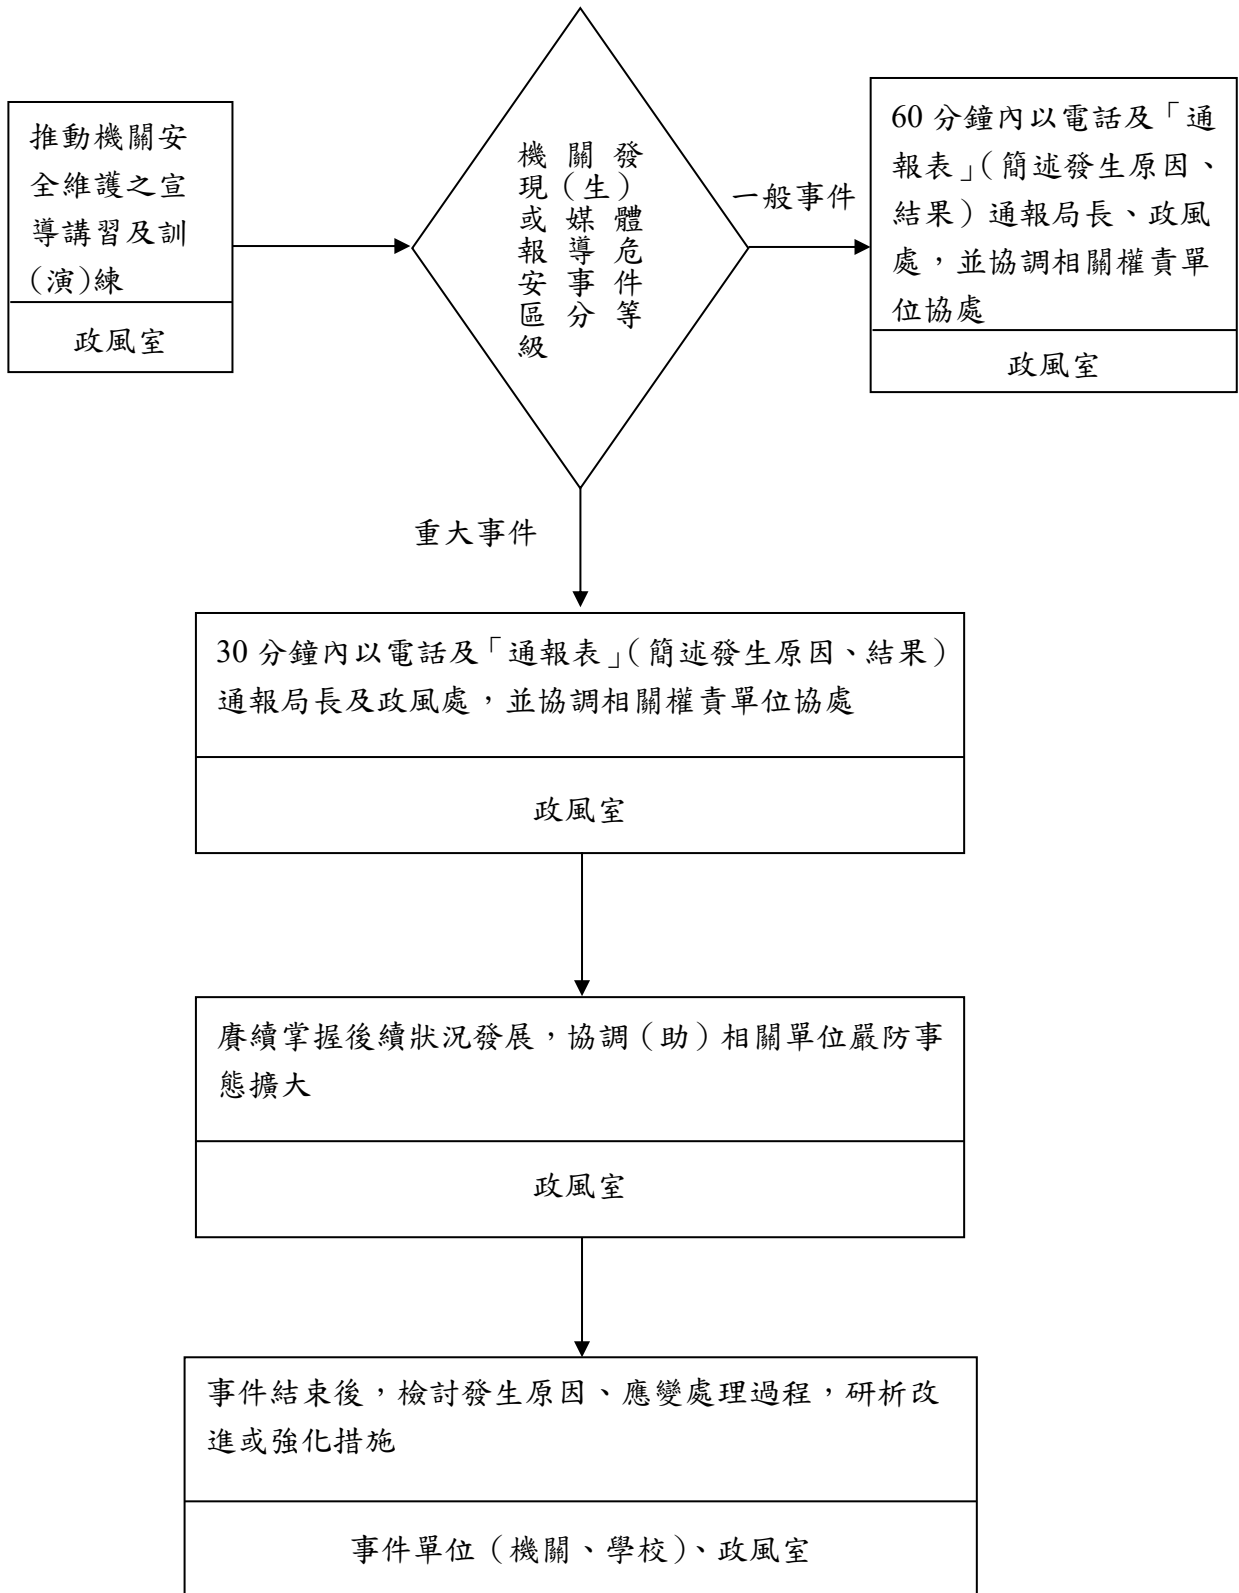 推動機關安
全維護之宣
導講習及訓
(演)練
政風室
機關發
現(生)
或媒體
報導危
安事件
區分等
級
一般事件
60 分鐘內以電話及「通
報表」(簡述發生原因、
結果)通報局長、政風
處,並協調相關權責單
位協處
政風室
重大事件
30 分鐘內以電話及「通報表」(簡述發生原因、結果)
通報局長及政風處,並協調相關權責單位協處
政風室
賡續掌握後續狀況發展,協調(助)相關單位嚴防事
態擴大
政風室
事件結束後,檢討發生原因、應變處理過程,研析改
進或強化措施
事件單位(機關、學校)、政風室